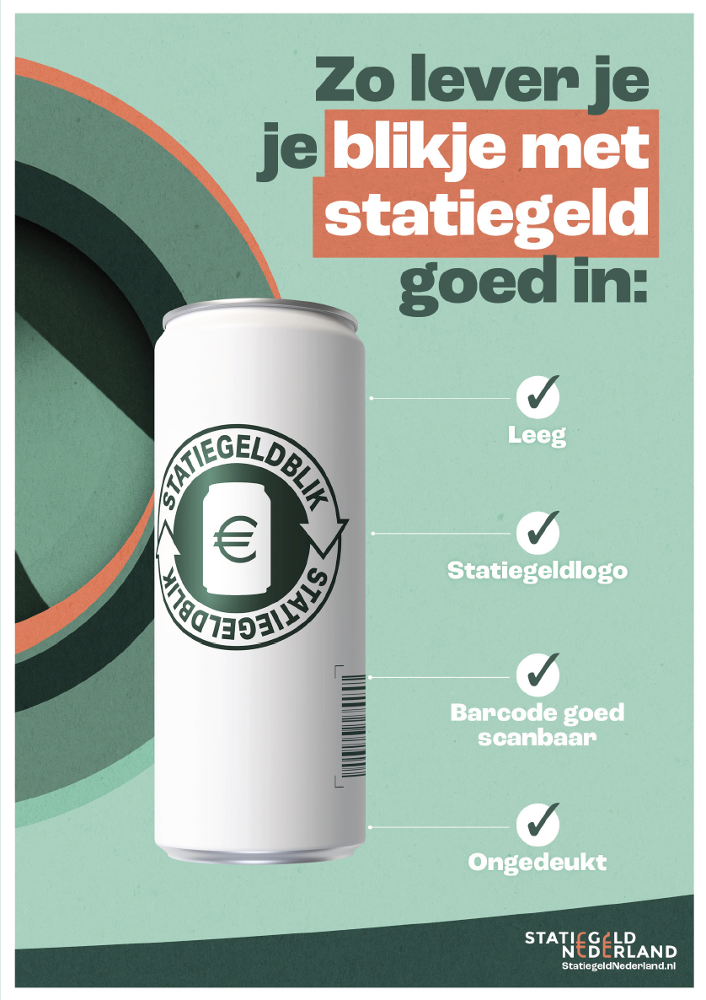 Zo lever je
je blikje met
statiegeld
goed in:
STATIEGELDBLIK
€
STATIEGELDBLIK
Leeg
Statiegeldlogo
Barcode goed
scanbaar
Ongedeukt
STATIEGELD
NEDERLAND
StatiegeldNederland.nl